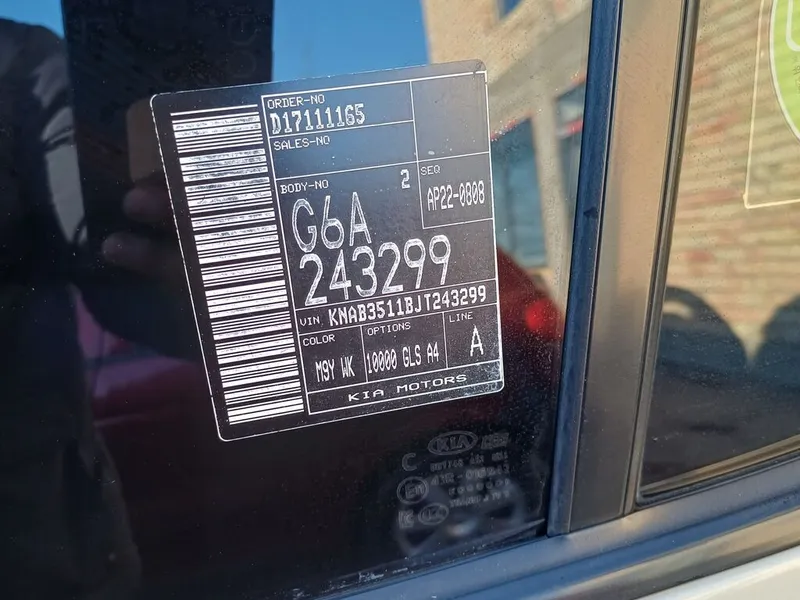 ORDER-NO
D17111165
SALES-NO
BODY-NO 2
SEQ
AP22-0808
G6A
243299
VIN KNAB3511BJT243299
COLOR OPTIONS LINE
M9Y WK 10000 GLS A4 A
KIA MOTORS
KIA
C